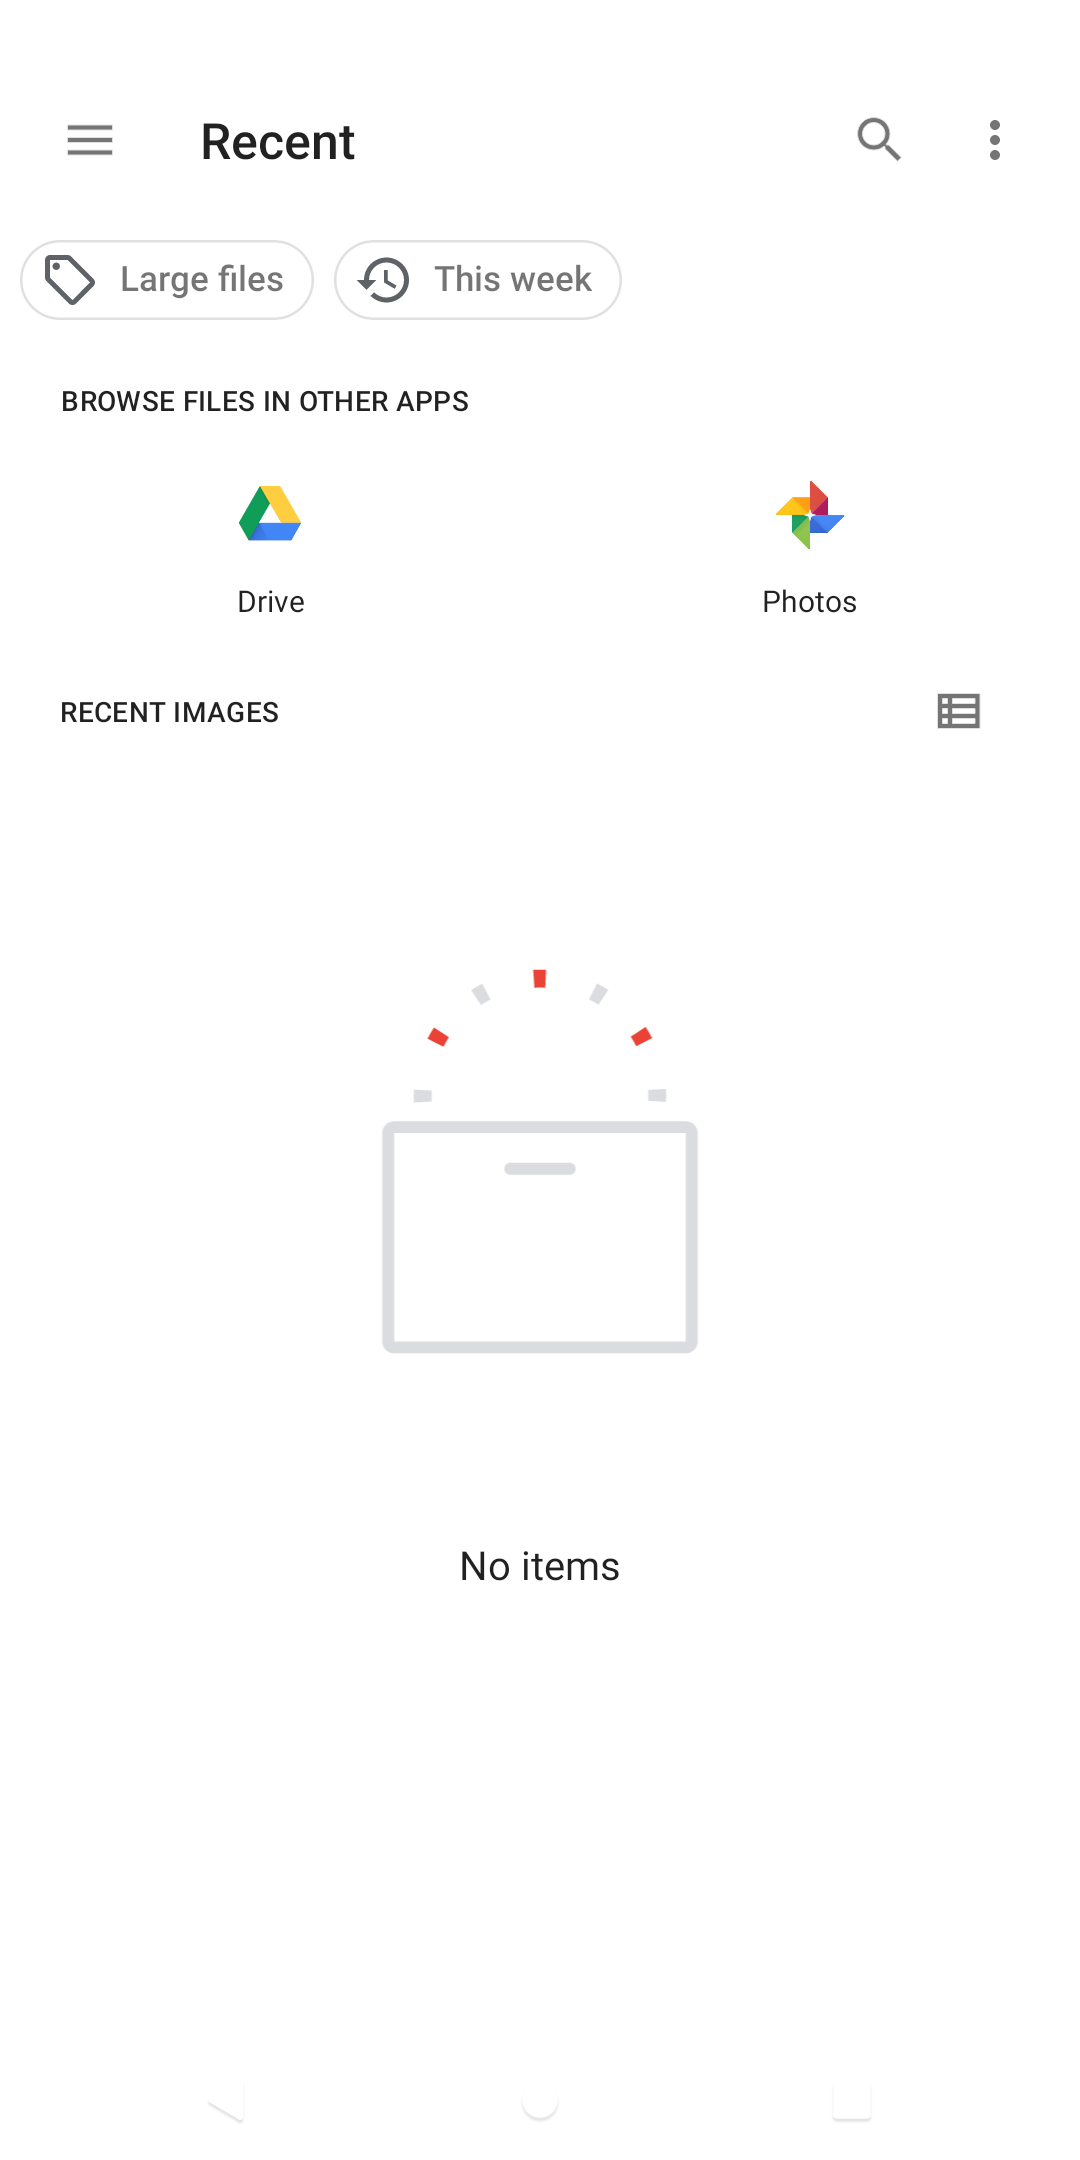 Recent
Large files
This week
BROWSE FILES IN OTHER APPS
Drive
Photos
RECENT IMAGES
No items